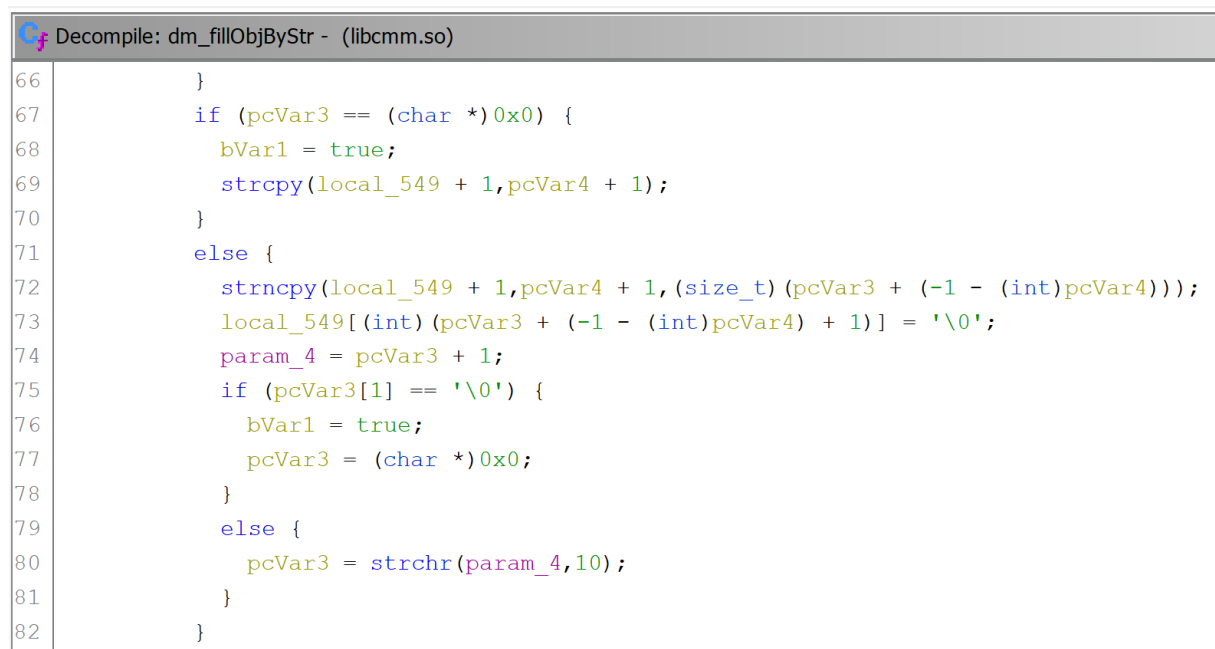 Decompile: dm_fillObjByStr - (libcmm.so)
66 }
67 if (pcVar3 == (char *)0x0) {
68 bVar1 = true;
69 strcpy(local_549 + 1,pcVar4 + 1);
70 }
71 else {
72 strncpy(local_549 + 1,pcVar4 + 1,(size_t)(pcVar3 + (-1 - (int)pcVar4)));
73 local_549[(int)(pcVar3 + (-1 - (int)pcVar4) + 1)] = '\0';
74 param_4 = pcVar3 + 1;
75 if (pcVar3[1] == '\0') {
76 bVar1 = true;
77 pcVar3 = (char *)0x0;
78 }
79 else {
80 pcVar3 = strchr(param_4,10);
81 }
82 }